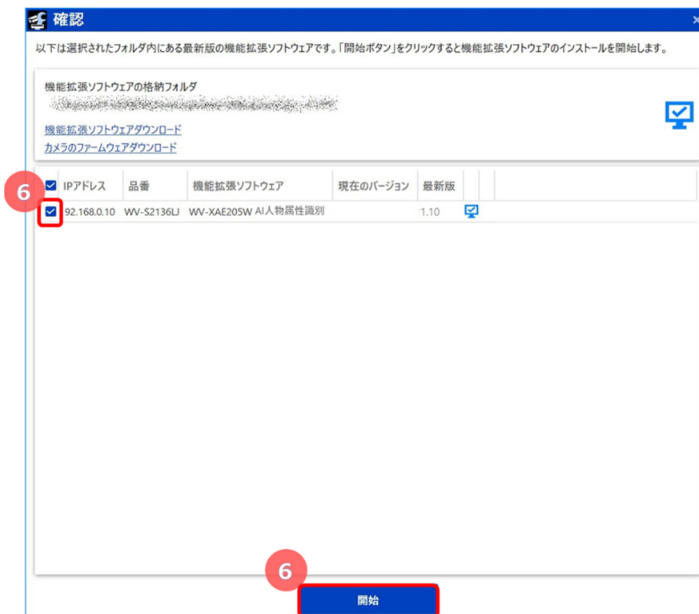 確認
以下は選択されたフォルダ内にある最新版の機能拡張ソフトウェアです。「開始ボタン」をクリックすると機能拡張ソフトウェアのインストールを開始します。
機能拡張ソフトウェアの格納フォルダ
機能拡張ソフトウェアダウンロード
カメラのファームウェアダウンロード
6
IPアドレス 品番 機能拡張ソフトウェア 現在のバージョン 最新版
92.168.0.10 WV-S2136LJ WV-XAE205W AI人物属性識別 1.10
6
開始